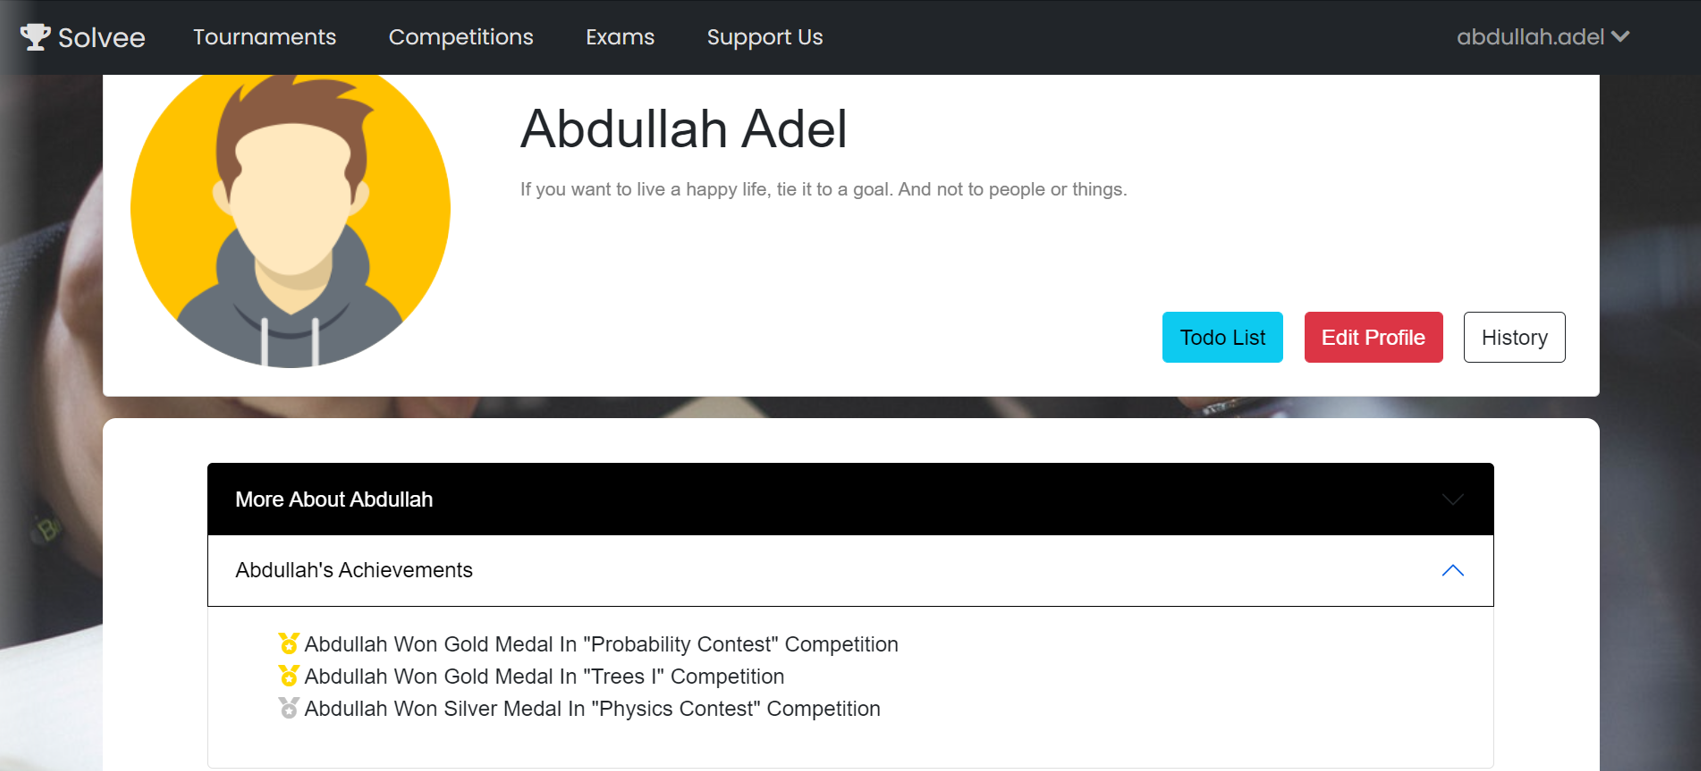 Solvee Tournaments Competitions Exams Support Us abdullah.adel
Abdullah Adel
If you want to live a happy life, tie it to a goal. And not to people or things.
Todo List Edit Profile History
More About Abdullah
Abdullah's Achievements
Abdullah Won Gold Medal In "Probability Contest" Competition
Abdullah Won Gold Medal In "Trees I" Competition
Abdullah Won Silver Medal In "Physics Contest" Competition